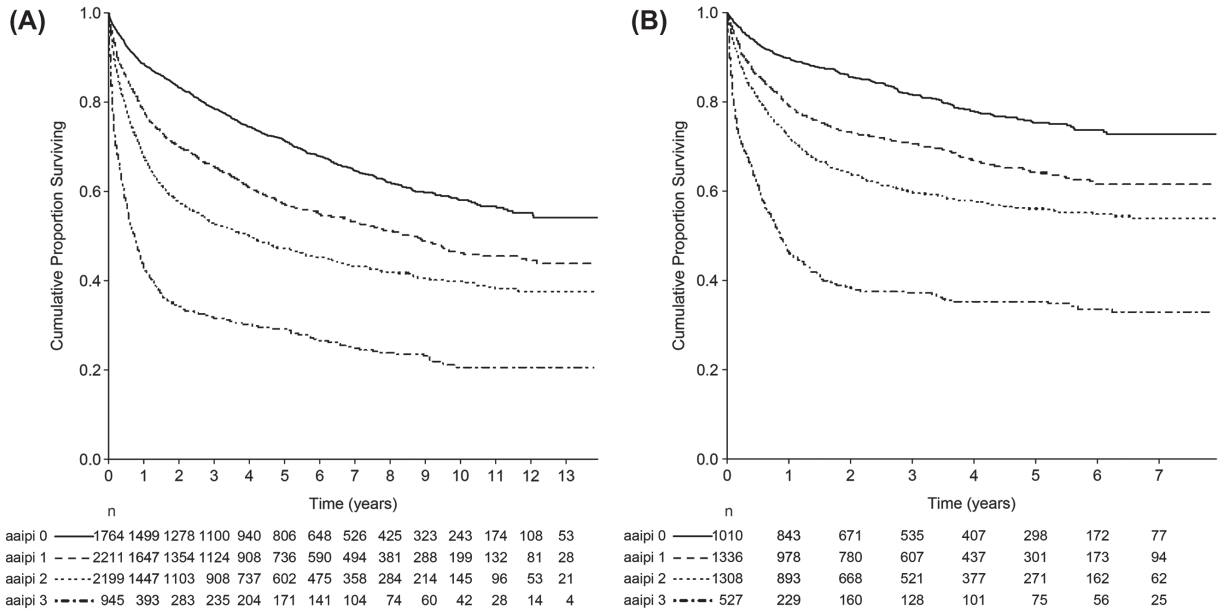 (A)
1.0
0.8
0.6
0.4
0.2
0.0
Cumulative Proportion Surviving
0 1 2 3 4 5 6 7 8 9 10 11 12 13
Time (years)
n
aaipi 0 1764 1499 1278 1100 940 806 648 526 425 323 243 174 108 53
aaipi 1 2211 1647 1354 1124 908 736 590 494 381 288 199 132 81 28
aaipi 2 2199 1447 1103 908 737 602 475 358 284 214 145 96 53 21
aaipi 3 945 393 283 235 204 171 141 104 74 60 42 28 14 4
(B)
1.0
0.8
0.6
0.4
0.2
0.0
Cumulative Proportion Surviving
0 1 2 3 4 5 6 7
Time (years)
n
aaipi 0 1010 843 671 535 407 298 172 77
aaipi 1 1336 978 780 607 437 301 173 94
aaipi 2 1308 893 668 521 377 271 162 62
aaipi 3 527 229 160 128 101 75 56 25